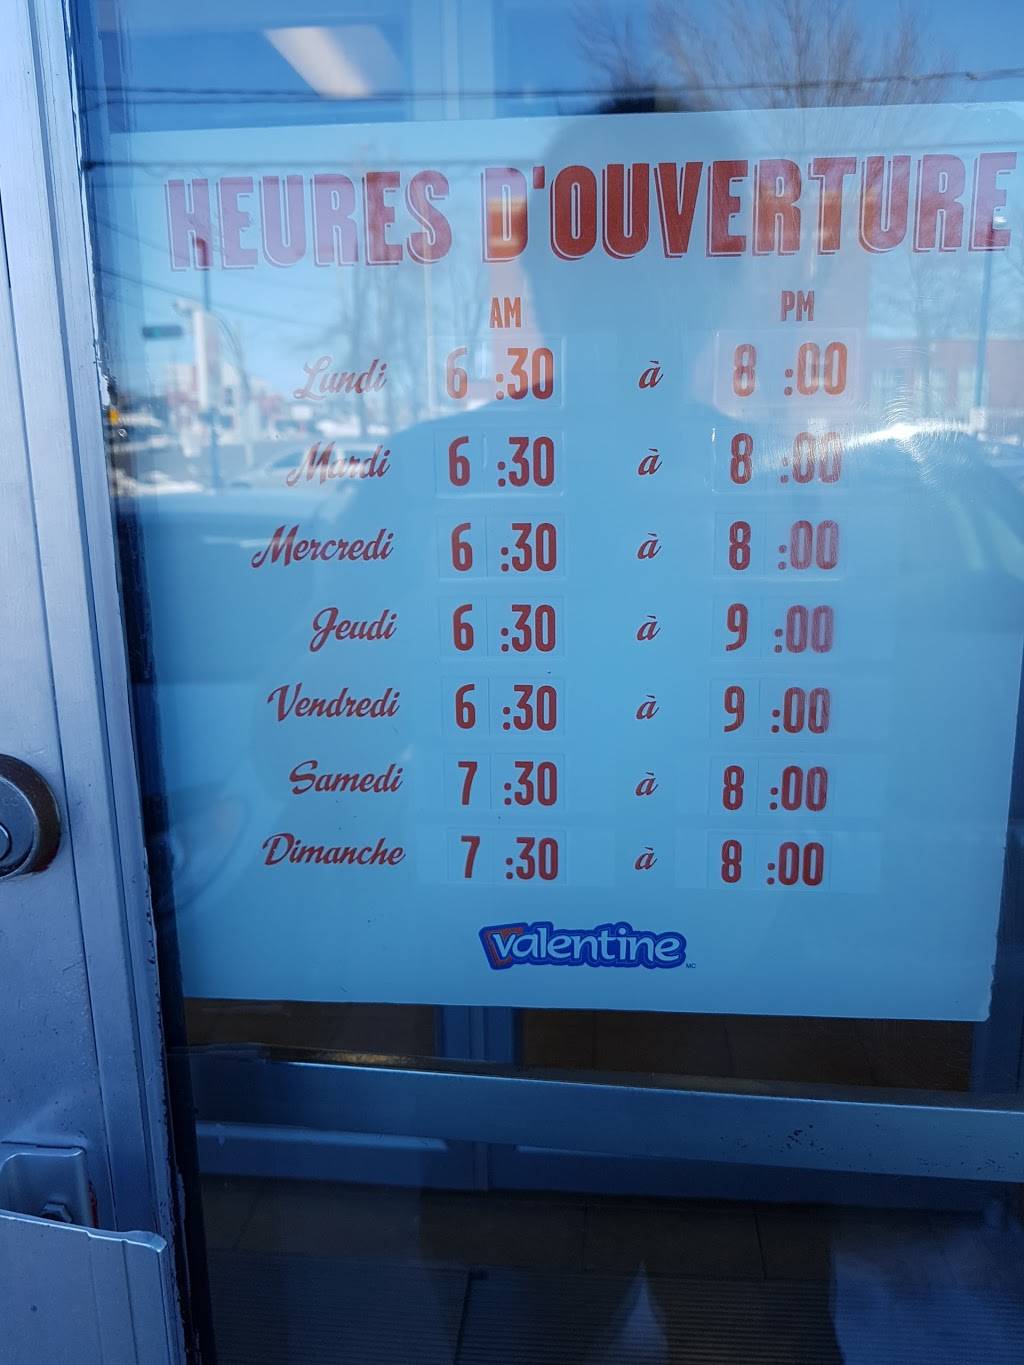 HEURES D'OUVERTURE
AM PM
Lundi 6 :30 à 8 :00
Mardi 6 :30 à 8 :00
Mercredi 6 :30 à 8 :00
Jeudi 6 :30 à 9 :00
Vendredi 6 :30 à 9 :00
Samedi 7 :30 à 8 :00
Dimanche 7 :30 à 8 :00
valentine MC